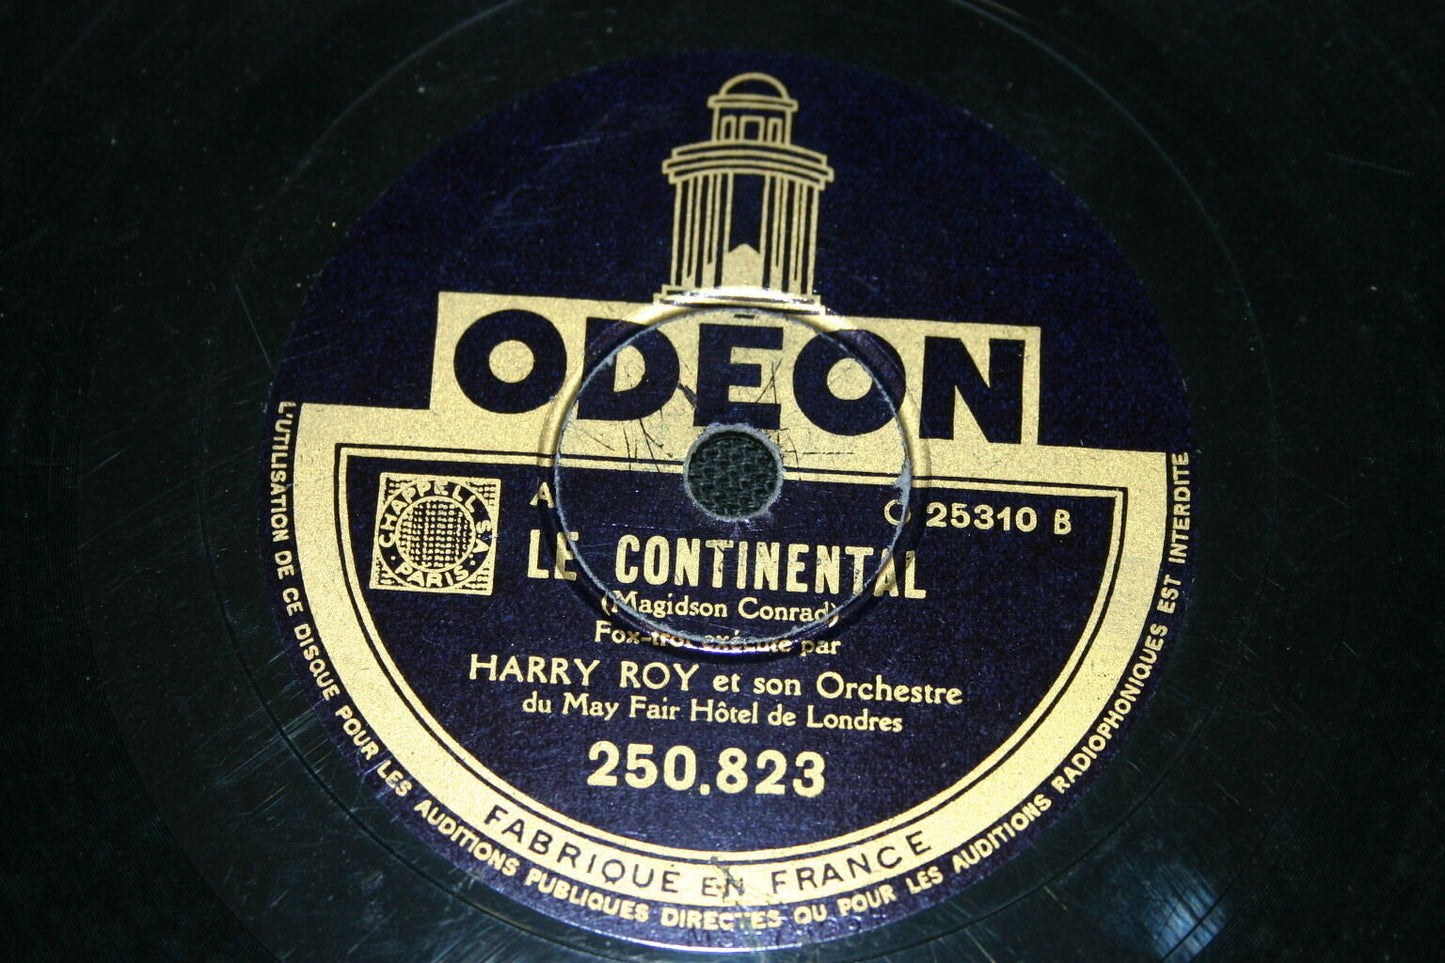 ODÉON
CHAPPELL S.A.
PARIS
A
O 25310 B
LE CONTINENTAL
(Magidson Conrad)
Fox-trot exécuté par
HARRY ROY et son Orchestre
du May Fair Hôtel de Londres
250.823
FABRIQUÉ EN FRANCE
L'UTILISATION DE CE DISQUE POUR LES AUDITIONS PUBLIQUES DIRECTES OU POUR LES AUDITIONS RADIOPHONIQUES EST INTERDITE